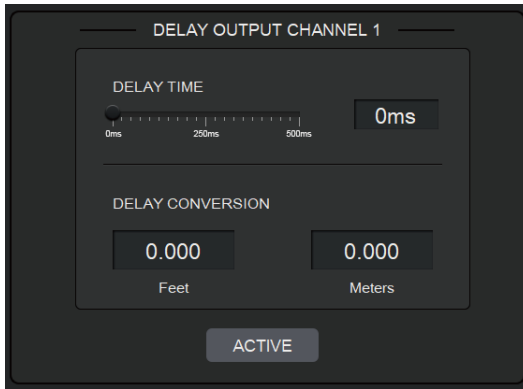 DELAY OUTPUT CHANNEL 1
DELAY TIME
0ms
0ms 250ms 500ms
DELAY CONVERSION
0.000 0.000
Feet Meters
ACTIVE